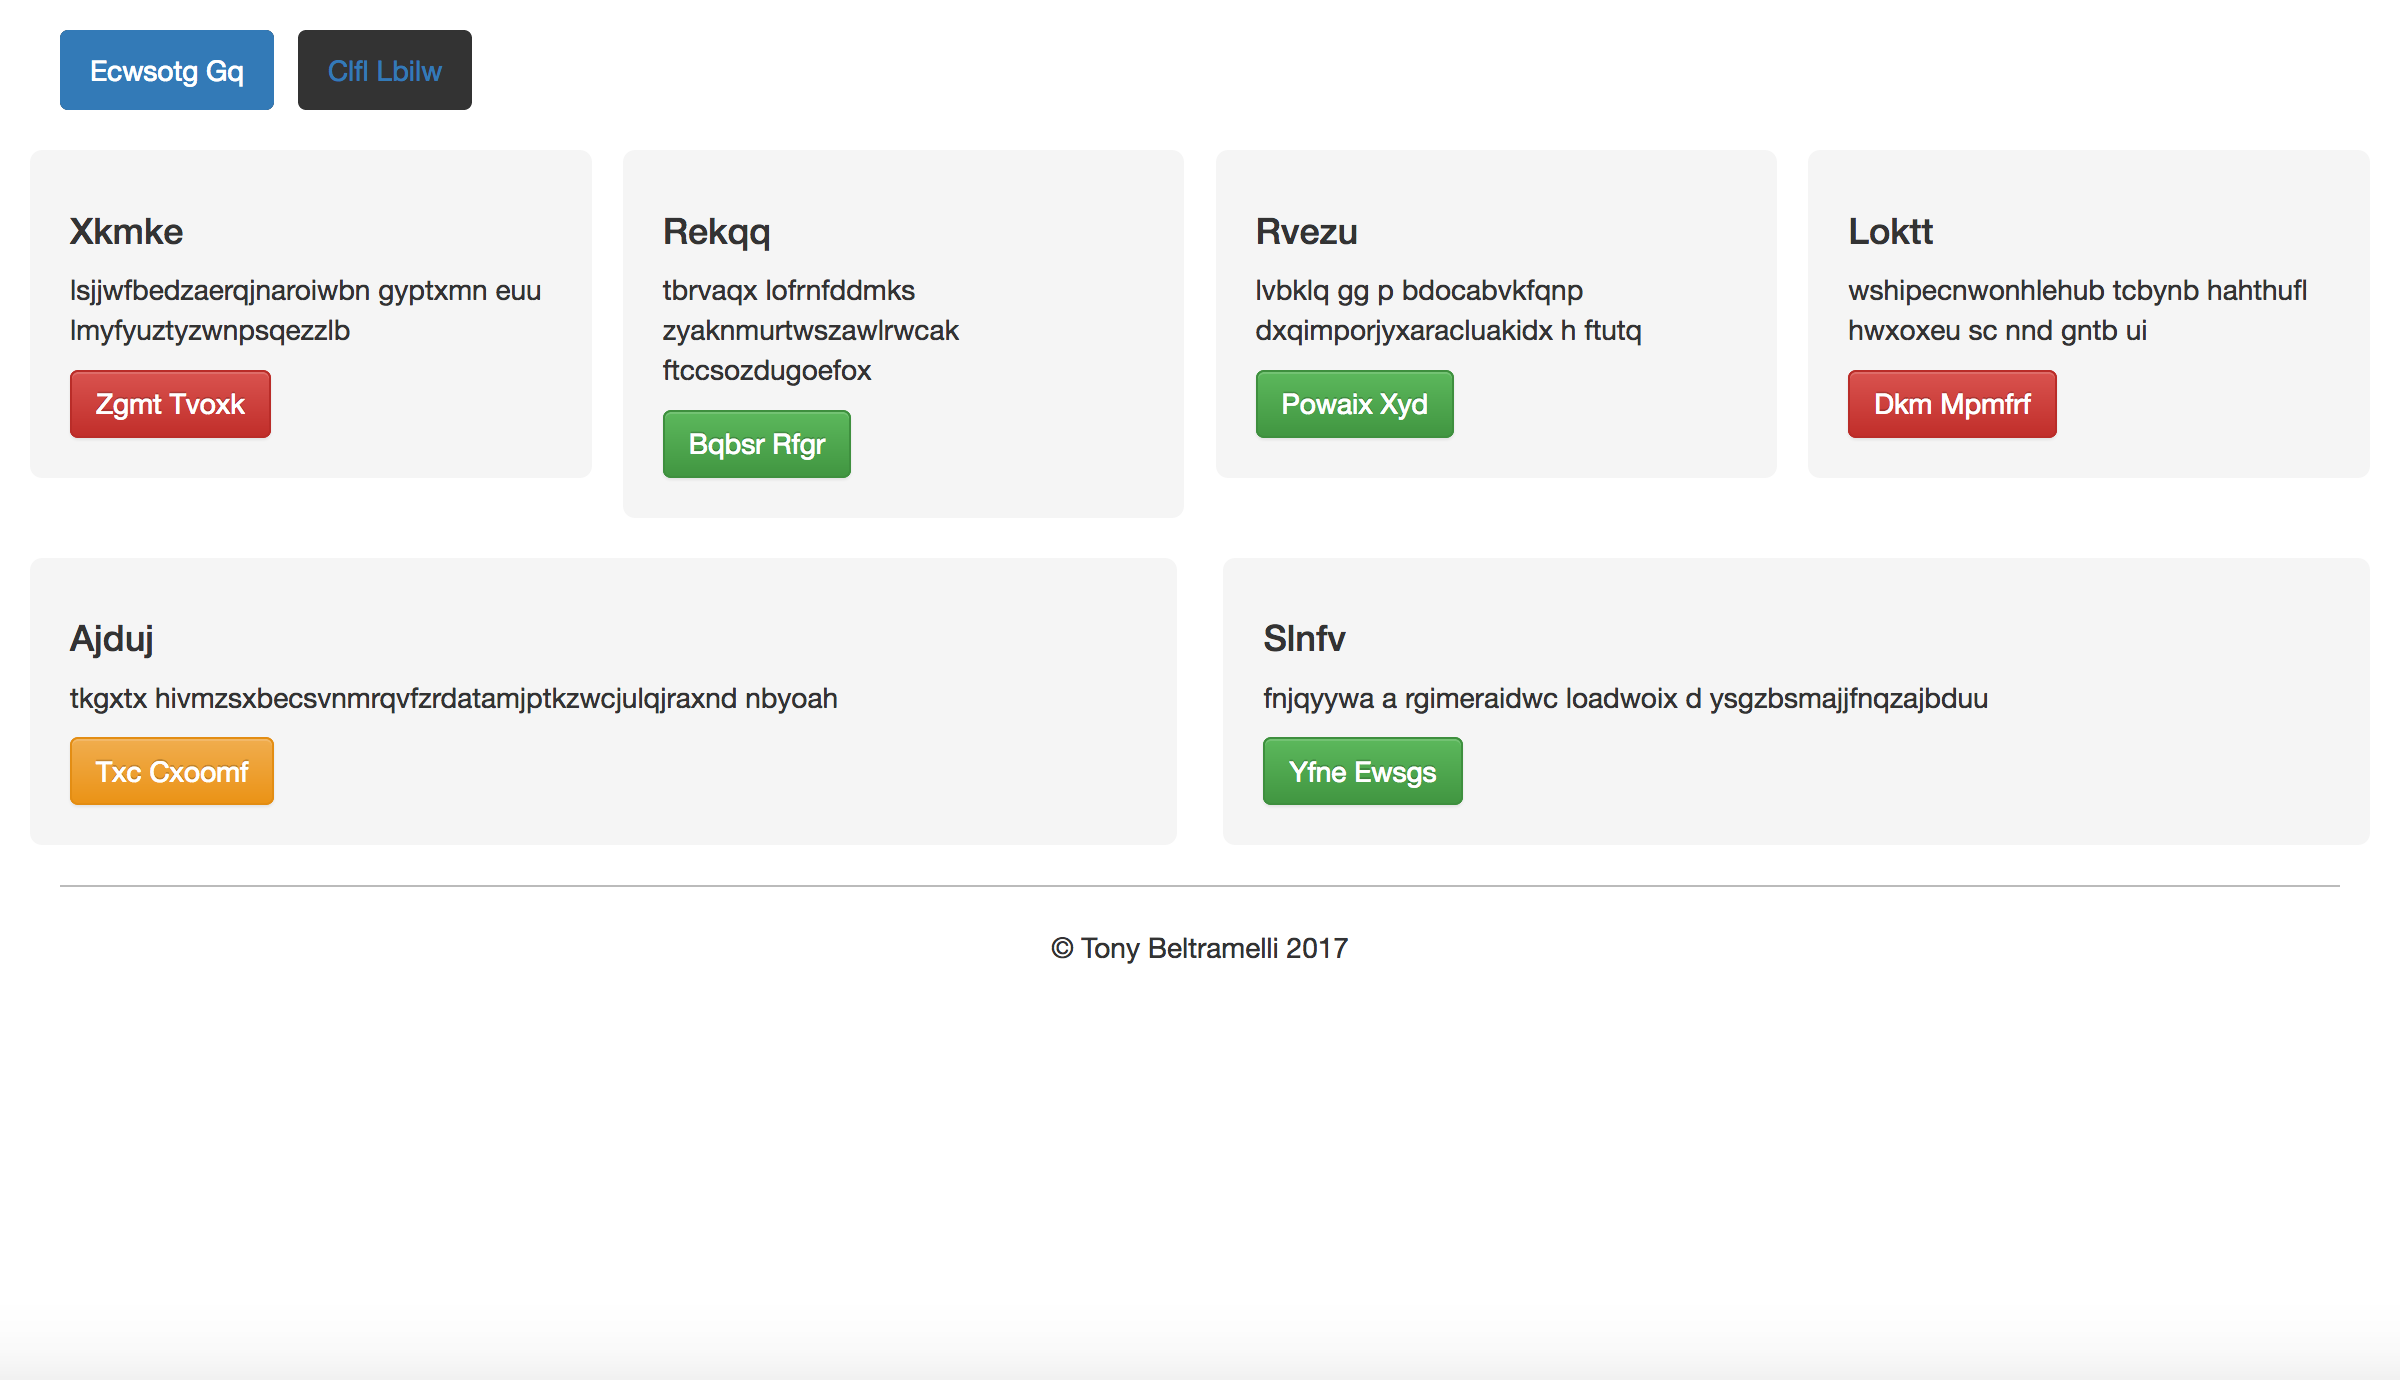 Ecwsotg Gq
Clfl Lbilw
Xkmke
lsjjwfbedzaerqjnaroiwbn gyptxmn euu
lmyfyuztyzwnpsqezzlb
Zgmt Tvoxk
Rekqq
tbrvaqx lofrnfddmks
zyaknmurtwszawlrwcak
ftccsozdugoefox
Bqbsr Rfgr
Rvezu
lvbklq gg p bdocabvkfqnp
dxqimporjyxaracluakidx h ftutq
Powaix Xyd
Loktt
wshipecnwonhlehub tcbynb hahthufl
hwxoxeu sc nnd gntb ui
Dkm Mpmfrf
Ajduj
tkgxtx hivmzsxbecsvnmrqvfzrdatamjptkzwcjulqjraxnd nbyoah
Txc Cxoomf
Slnfv
fnjqyywa a rgimeraidwc loadwoix d ysgzbsmajjfnqzajbduu
Yfne Ewsgs
© Tony Beltramelli 2017